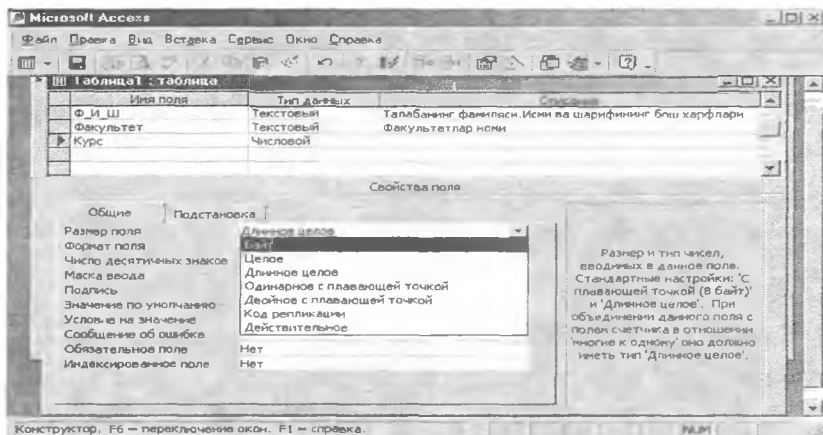 Microsoft Access
Файл Правка Вид Вставка Сервис Окно Справка
Таблица1 : таблица
Имя поля Тип данных Описание
Ф_И_Ш Текстовый Талабанинг фамиляси.Исми ва шарифининг бош харфлари
Факультет Текстовый Факультетлар номи
Курс Числовой
Свойства поля
Общие Подстановка
Размер поля Длинное целое
Формат поля Байт
Число десятичных знаков Целое
Маска ввода Длинное целое
Подпись Одинарное с плавающей точкой
Значение по умолчанию Двойное с плавающей точкой
Условие на значение Код репликации
Сообщение об ошибке Действительное
Обязательное поле Нет
Индексированное поле Нет
Размер и тип чисел,
вводимых в данное поле.
Стандартные настройки: 'С
плавающей точкой (8 байт)'
и 'Длинное целое'. При
объединении данного поля с
полем счетчика в отношении
'многие к одному' оно должно
иметь тип 'Длинное целое'.
Конструктор. F6 — переключение окон. F1 — справка. NUM